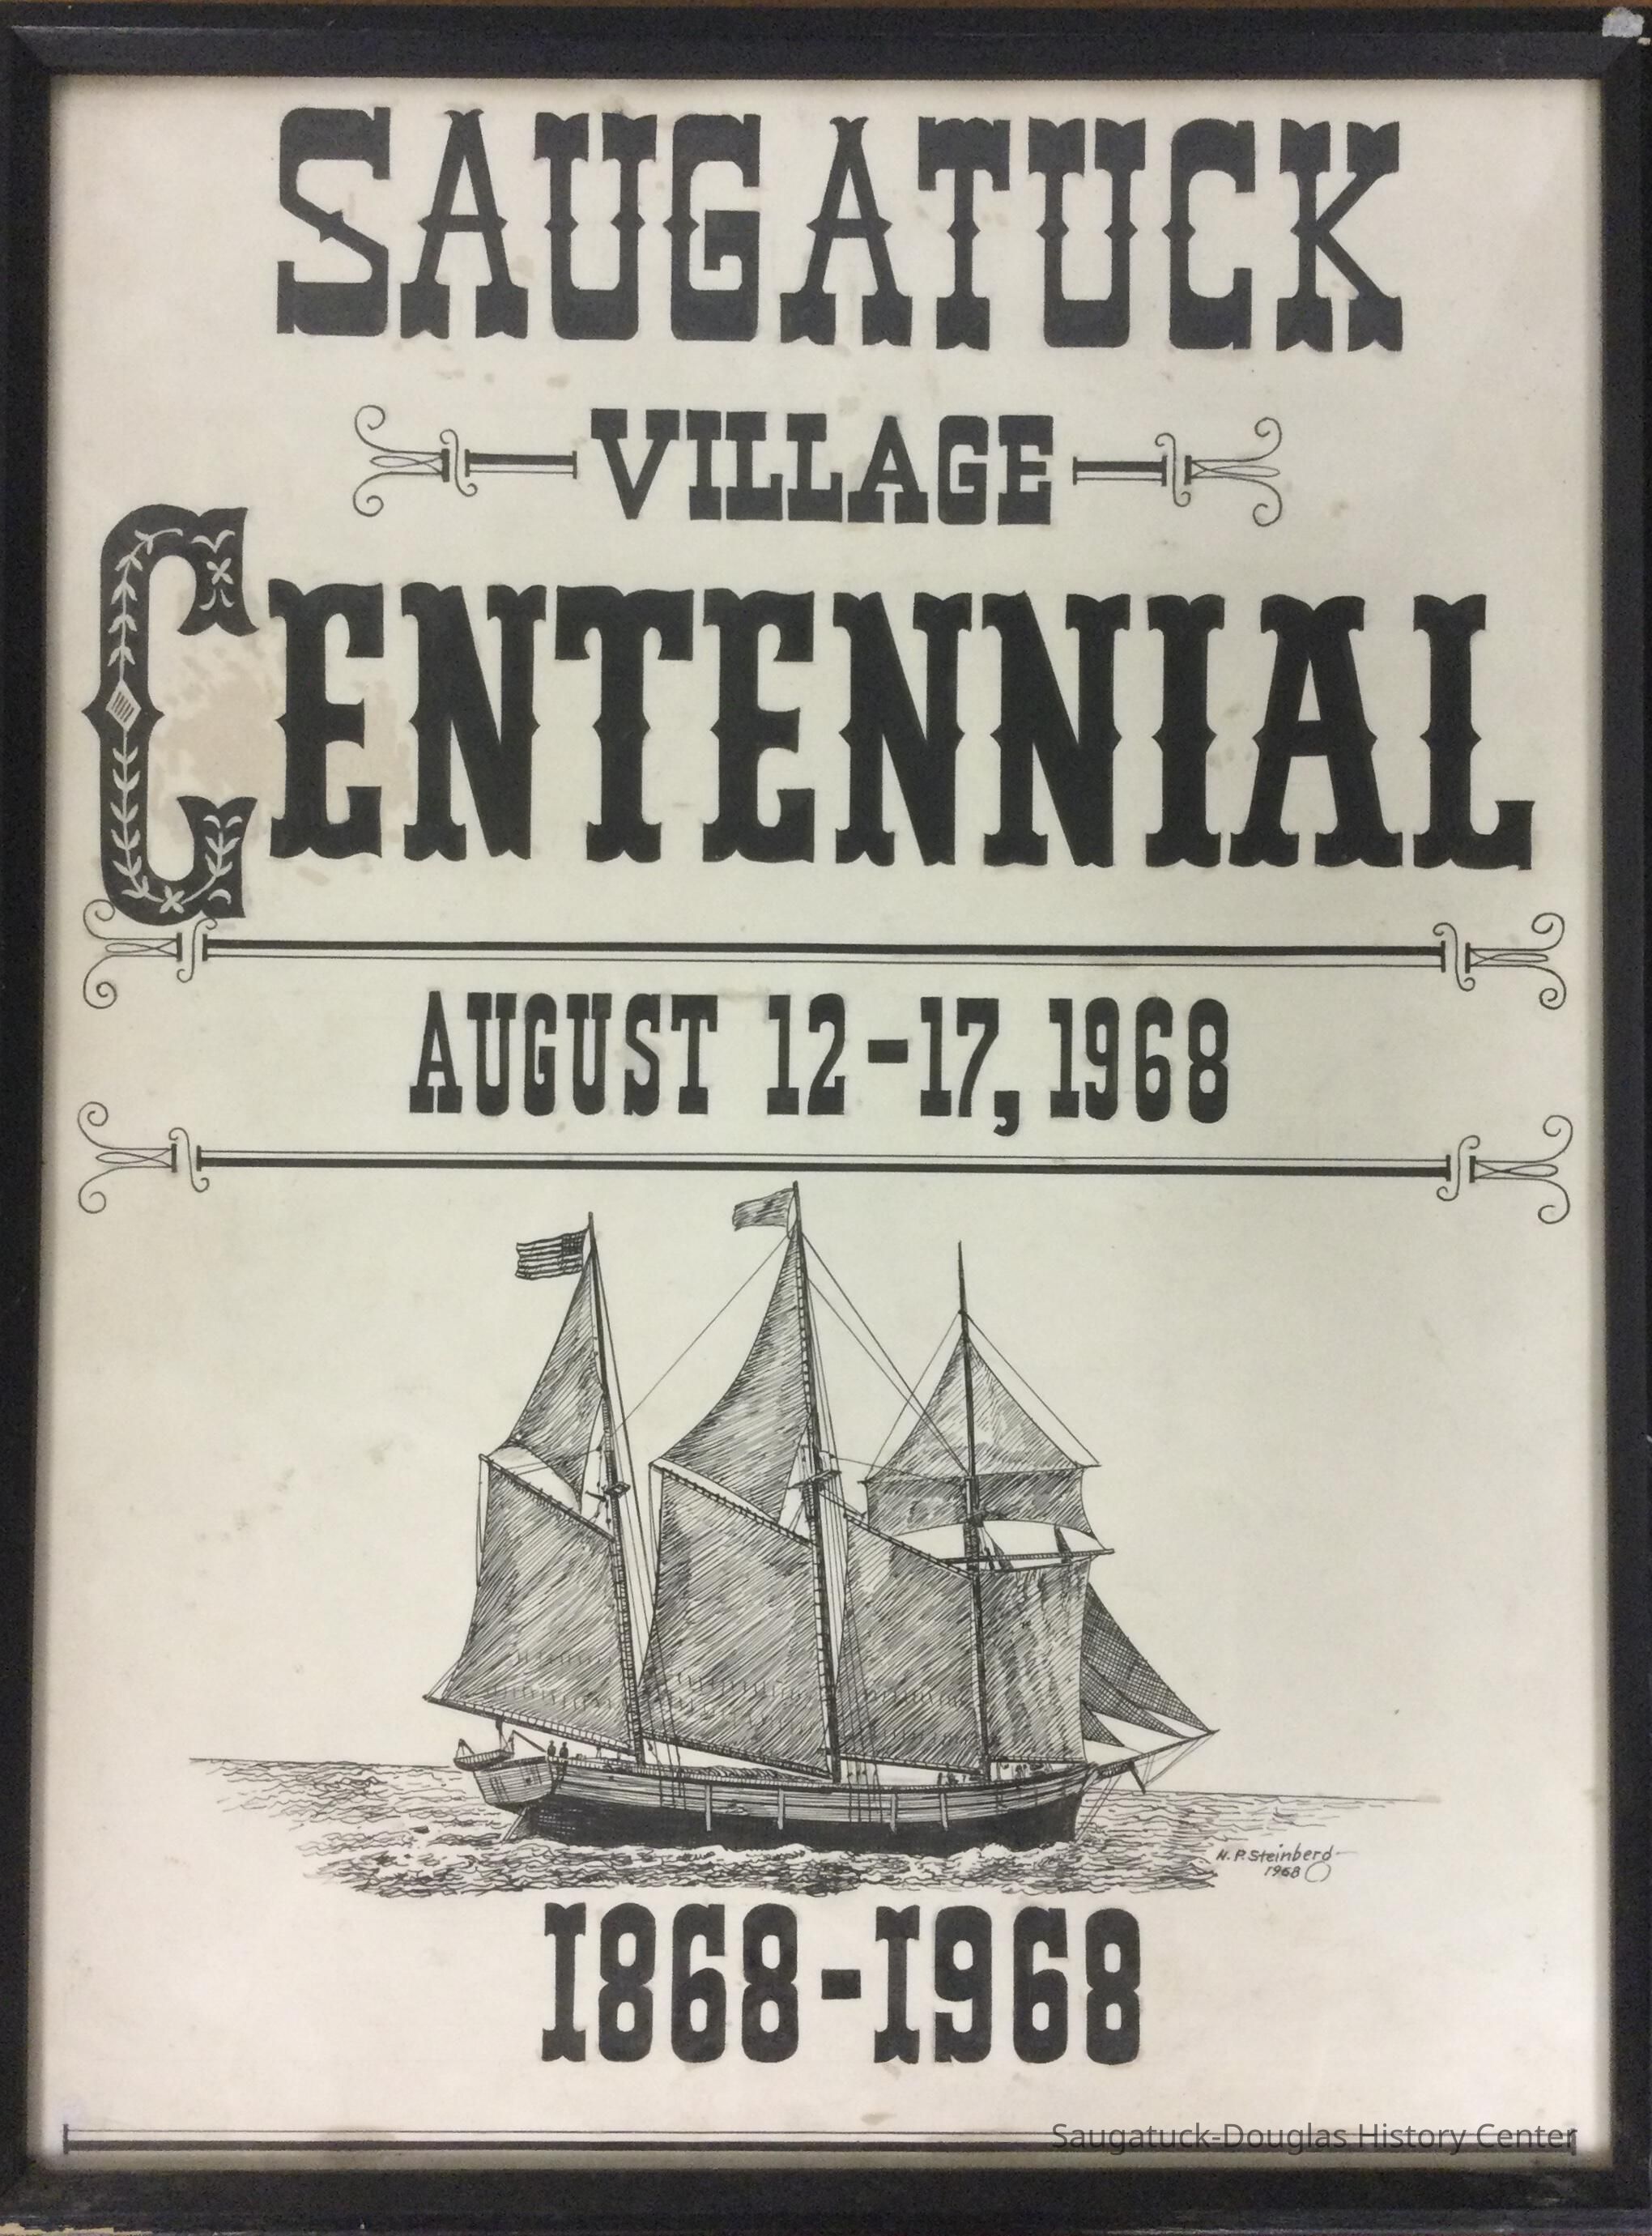 SAUGATUCK
VILLAGE
CENTENNIAL
AUGUST 12-17, 1968
N. P. Steinberg
1968
1868-1968
Saugatuck-Douglas History Center